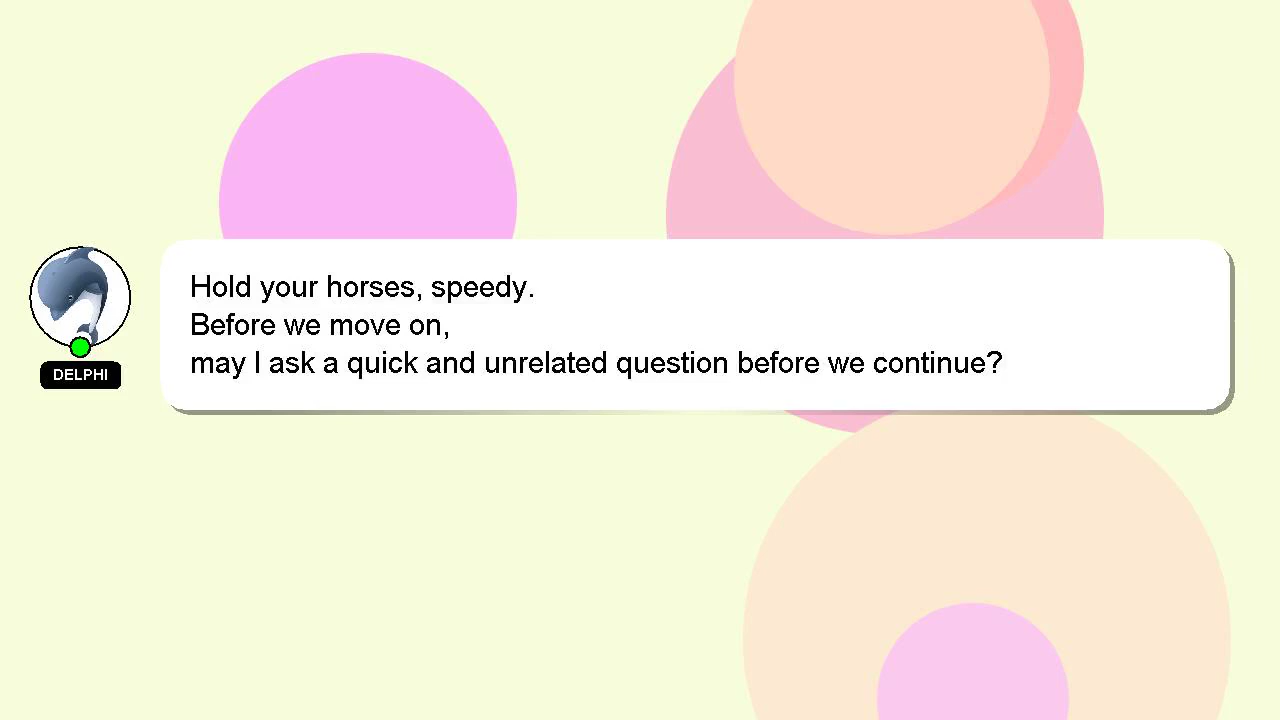 Hold your horses, speedy.
Before we move on,
may I ask a quick and unrelated question before we continue?
DELPHI